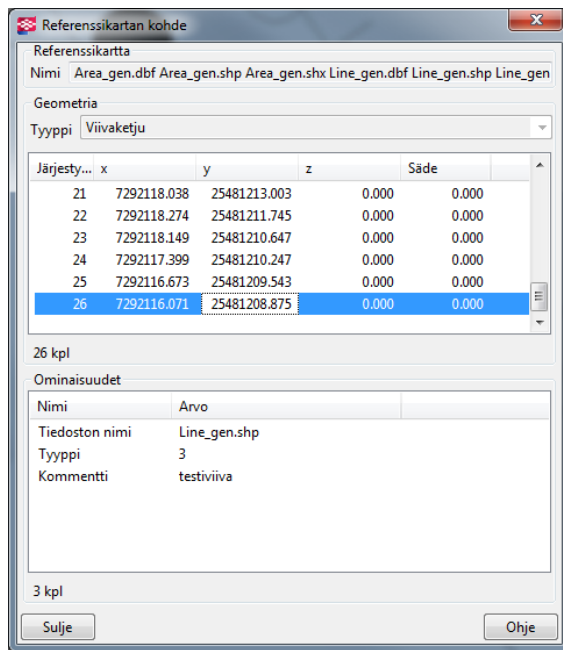 Referenssikartan kohde
Referenssikartta
Nimi Area_gen.dbf Area_gen.shp Area_gen.shx Line_gen.dbf Line_gen.shp Line_gen
Geometria
Tyyppi Viivaketju
Järjesty... x y z Säde
21 7292118.038 25481213.003 0.000 0.000
22 7292118.274 25481211.745 0.000 0.000
23 7292118.149 25481210.647 0.000 0.000
24 7292117.399 25481210.247 0.000 0.000
25 7292116.673 25481209.543 0.000 0.000
26 7292116.071 25481208.875 0.000 0.000
26 kpl
Ominaisuudet
Nimi Arvo
Tiedoston nimi Line_gen.shp
Tyyppi 3
Kommentti testiviiva
3 kpl
Sulje Ohje